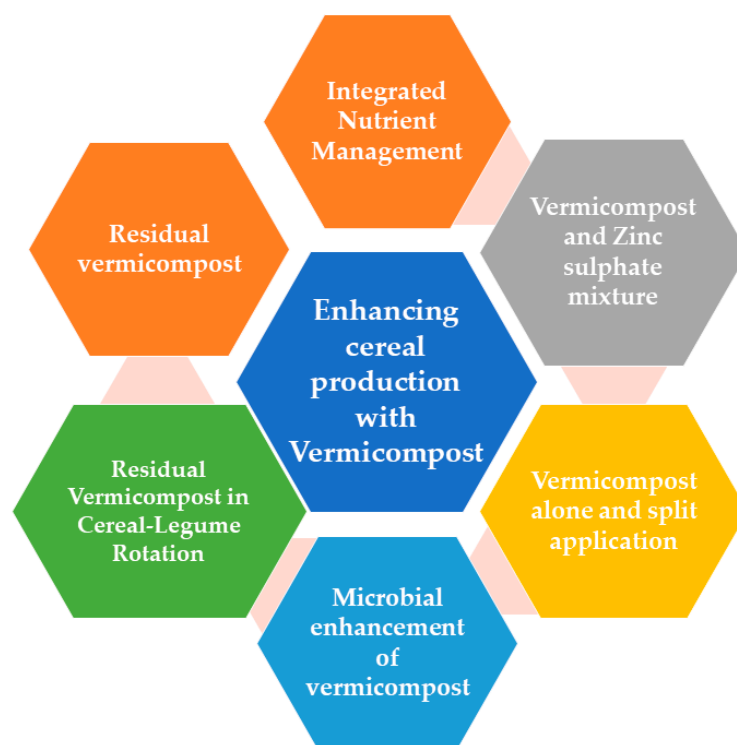 Integrated
Nutrient
Management
Residual
vermicompost
Vermicompost
and Zinc
sulphate
mixture
Enhancing
cereal
production
with
Vermicompost
Residual
Vermicompost in
Cereal-Legume
Rotation
Vermicompost
alone and split
application
Microbial
enhancement
of
vermicompost